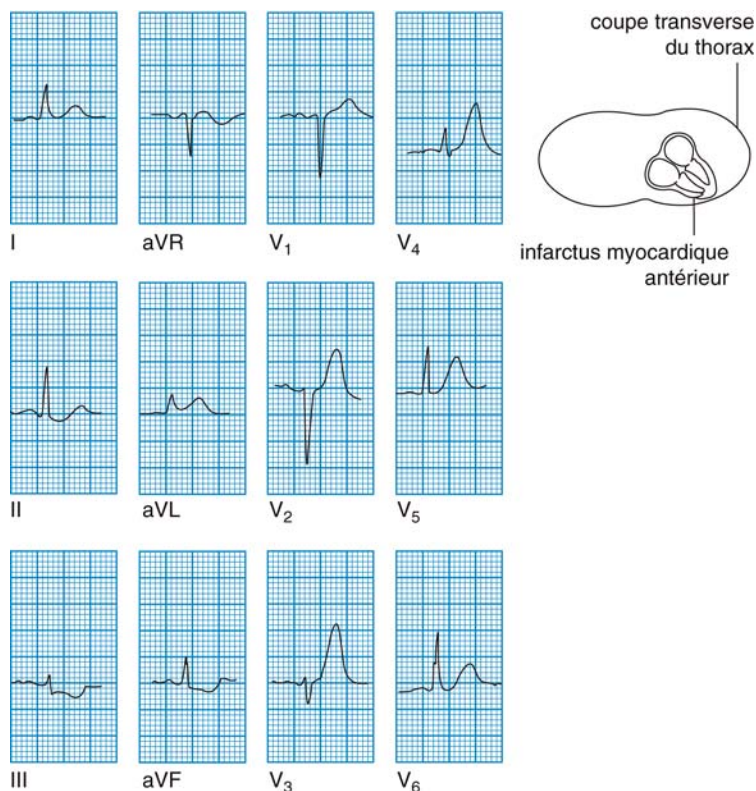 coupe transverse
du thorax
I
aVR
V₁
V₄
infarctus myocardique
antérieur
II
aVL
V₂
V₅
III
aVF
V₃
V₆